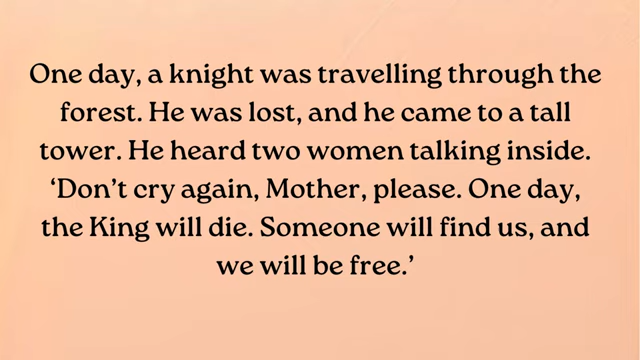 One day, a knight was travelling through the
forest. He was lost, and he came to a tall
tower. He heard two women talking inside.
‘Don’t cry again, Mother, please. One day,
the King will die. Someone will find us, and
we will be free.’